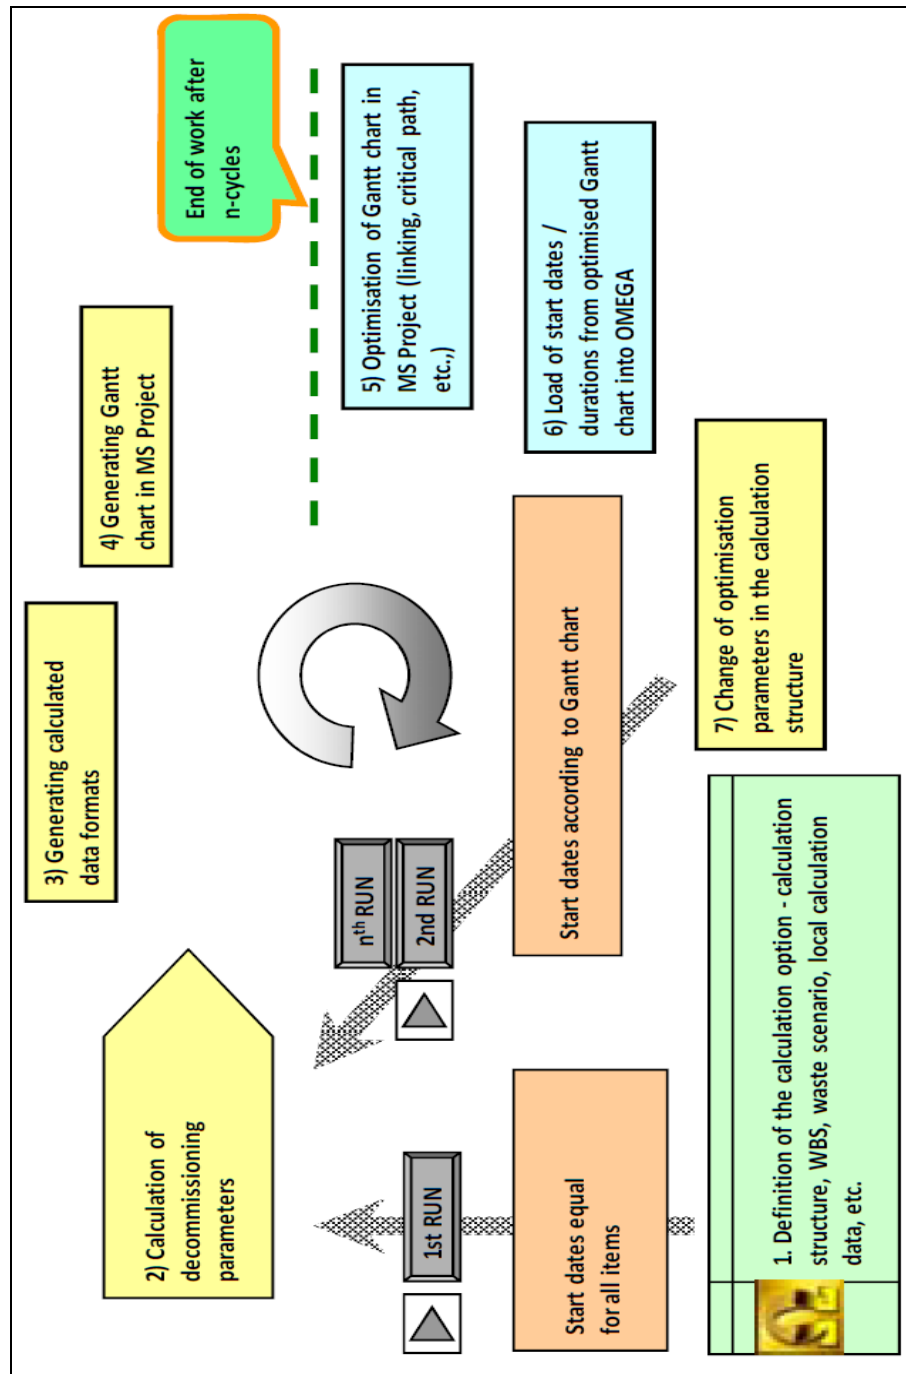 1. Definition of the calculation option - calculation
structure, WBS, waste scenario, local calculation
data, etc.
Start dates equal
for all items
1st RUN
2) Calculation of
decommissioning
parameters
3) Generating calculated
data formats
4) Generating Gantt
chart in MS Project
End of work after
n-cycles
5) Optimisation of Gantt chart in
MS Project (linking, critical path,
etc.,)
6) Load of start dates /
durations from optimised Gantt
chart into OMEGA
7) Change of optimisation
parameters in the calculation
structure
Start dates according to Gantt chart
nth RUN
2nd RUN